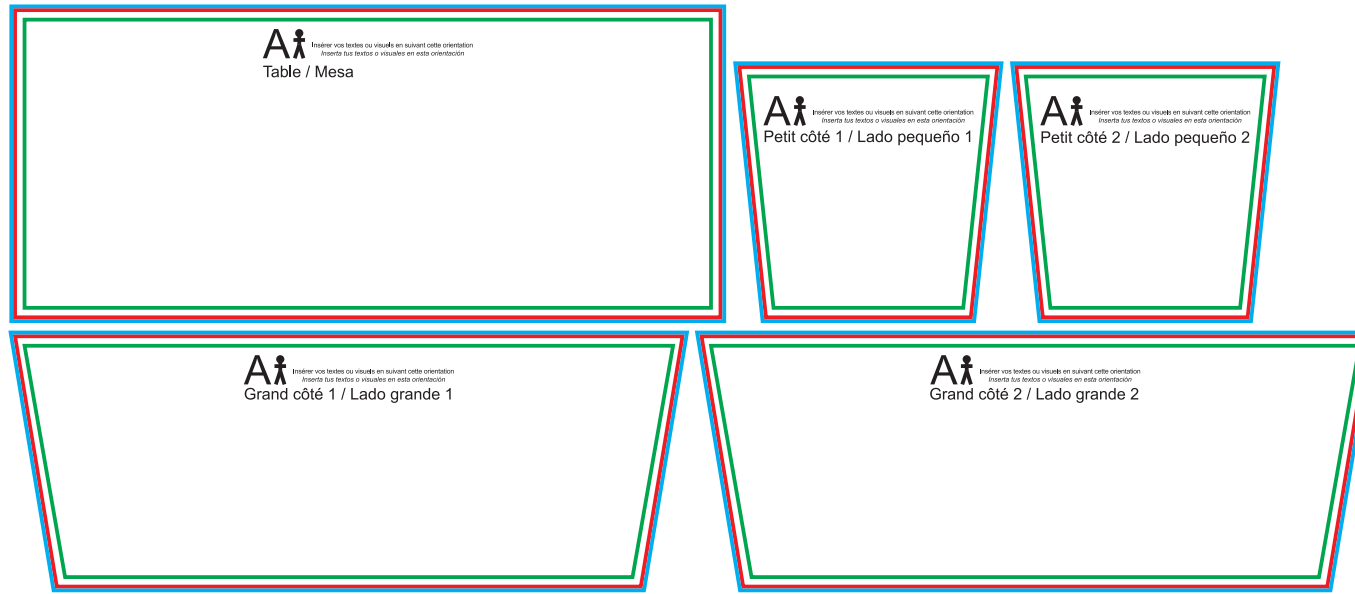 A Insérer vos textes ou visuels en suivant cette orientation
Inserta tus textos o visuales en esta orientación
Table / Mesa
A Insérer vos textes ou visuels en suivant cette orientation
Inserta tus textos o visuales en esta orientación
Petit côté 1 / Lado pequeño 1
A Insérer vos textes ou visuels en suivant cette orientation
Inserta tus textos o visuales en esta orientación
Petit côté 2 / Lado pequeño 2
A Insérer vos textes ou visuels en suivant cette orientation
Inserta tus textos o visuales en esta orientación
Grand côté 1 / Lado grande 1
A Insérer vos textes ou visuels en suivant cette orientation
Inserta tus textos o visuales en esta orientación
Grand côté 2 / Lado grande 2